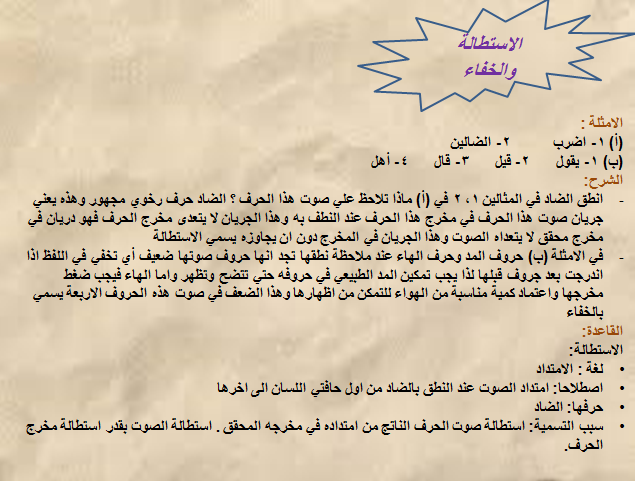 الاستطالة
والخفاء
الامثلة :
(أ) ١- اضرب ٢- الضالين
(ب) ١- يقول ٢- قيل ٣- قال ٤- أهل
الشرح:
- انطق الضاد في المثالين ١، ٢ في (أ) ماذا تلاحظ علي صوت هذا الحرف ؟ الضاد حرف رخوي مجهور وهذه يعني
جريان صوت هذا الحرف في مخرج هذا الحرف عند النطف به وهذا الجريان لا يتعدى مخرج الحرف فهو دريان في
مخرج محقق لا يتعداه الصوت وهذا الجريان في المخرج دون ان يجاوزه يسمي الاستطالة
- في الامثلة (ب) حروف المد وحرف الهاء عند ملاحظة نطقها تجد انها حروف صوتها ضعيف أي تخفي في اللفظ اذا
اندرجت بعد جروف قبلها لذا يجب تمكين المد الطبيعي في حروفه حتي تتضح وتظهر واما الهاء فيجب ضغط
مخرجها واعتماد كمية مناسبة من الهواء للتمكن من اظهارها وهذا الضعف في صوت هذه الحروف الاربعة يسمي
بالخفاء
القاعدة:
الاستطالة:
• لغة : الامتداد
• اصطلاحا: امتداد الصوت عند النطق بالضاد من اول حافتي اللسان الى اخرها
• حرفها: الضاد
• سبب التسمية: استطالة صوت الحرف الناتج من امتداده في مخرجه المحقق . استطالة الصوت بقدر استطالة مخرج
الحرف.